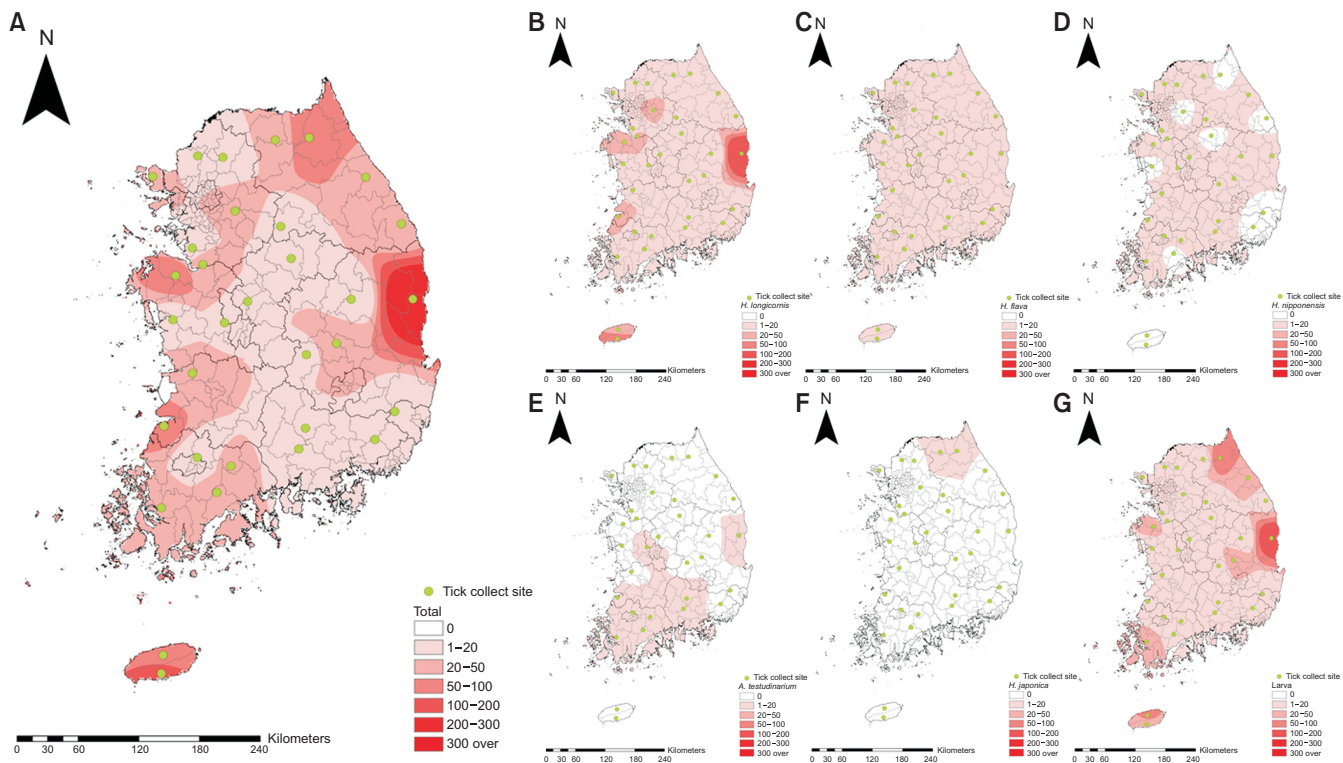 A
N
Tick collect site
Total
0
1–20
20–50
50–100
100–200
200–300
300 over
0 15 30 60 120 180 240 Kilometers
B
N
Tick collect site
H. longicornis
0
1–20
20–50
50–100
100–200
200–300
300 over
0 30 60 120 180 240 Kilometers
C
N
Tick collect site
H. flava
0
1–20
20–50
50–100
100–200
200–300
300 over
0 30 60 120 180 240 Kilometers
D
N
Tick collect site
H. nipponensis
0
1–20
20–50
50–100
100–200
200–300
300 over
0 30 60 120 180 240 Kilometers
E
N
Tick collect site
A. testudinarium
0
1–20
20–50
50–100
100–200
200–300
300 over
0 30 60 120 180 240 Kilometers
F
N
Tick collect site
H. japonica
0
1–20
20–50
50–100
100–200
200–300
300 over
0 30 60 120 180 240 Kilometers
G
N
Tick collect site
Larva
0
1–20
20–50
50–100
100–200
200–300
300 over
0 30 60 120 180 240 Kilometers